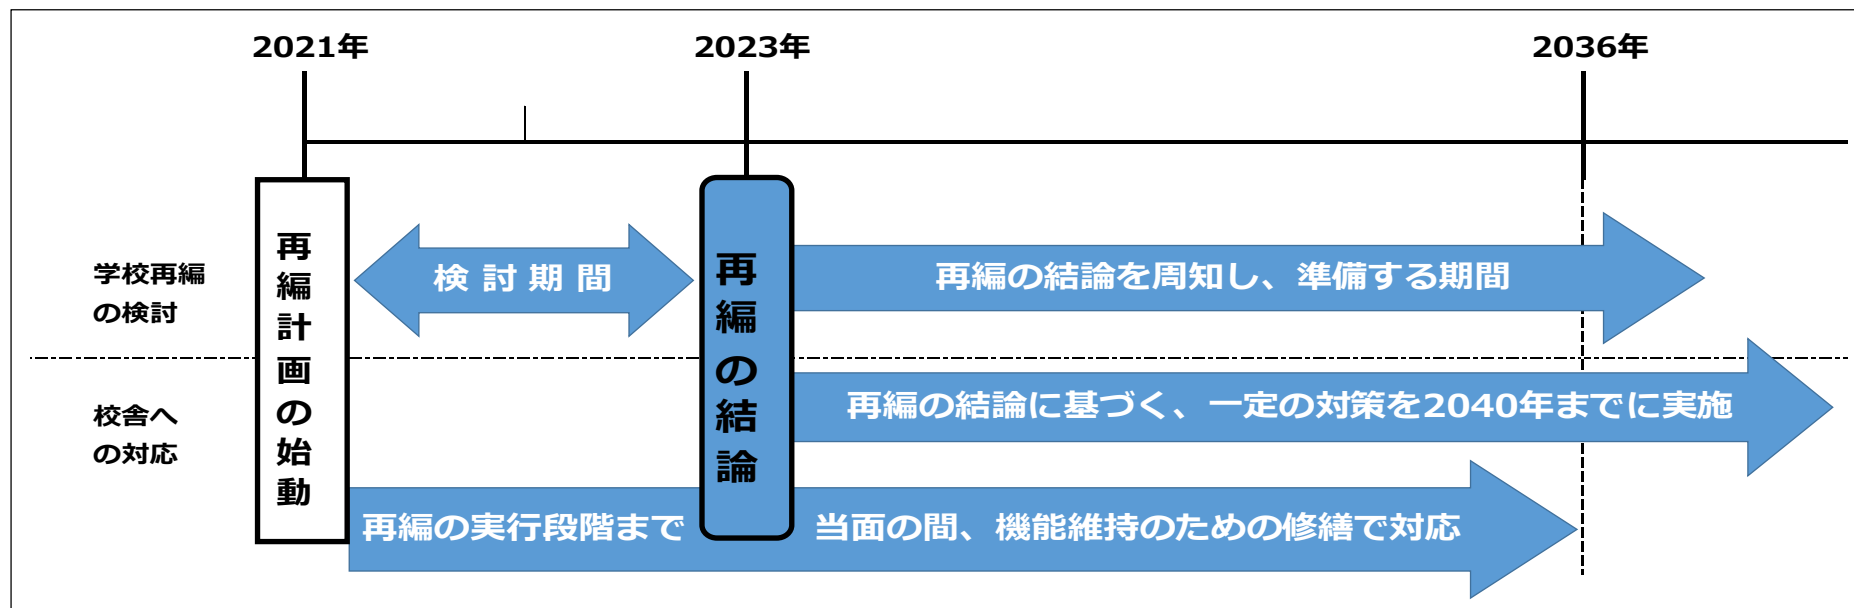 2021年
2023年
2036年
再編計画の始動
再編の結論
学校再編
の検討
検討期間
再編の結論を周知し、準備する期間
校舎へ
の対応
再編の結論に基づく、一定の対策を2040年までに実施
再編の実行段階まで
当面の間、機能維持のための修繕で対応